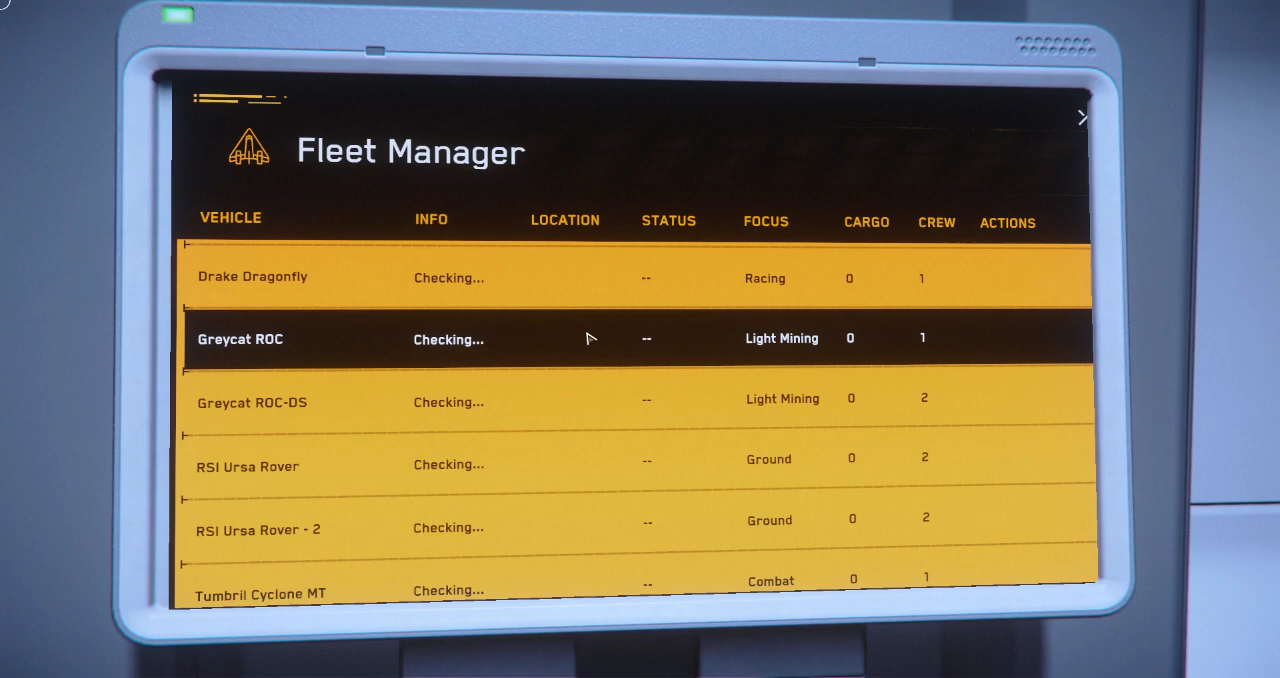 Fleet Manager
VEHICLE INFO LOCATION STATUS FOCUS CARGO CREW ACTIONS
Drake Dragonfly Checking... -- Racing 0 1
Greycat ROC Checking... -- Light Mining 0 1
Greycat ROC-DS Checking... -- Light Mining 0 2
RSI Ursa Rover Checking... -- Ground 0 2
RSI Ursa Rover - 2 Checking... -- Ground 0 2
Tumbril Cyclone MT Checking... -- Combat 0 1